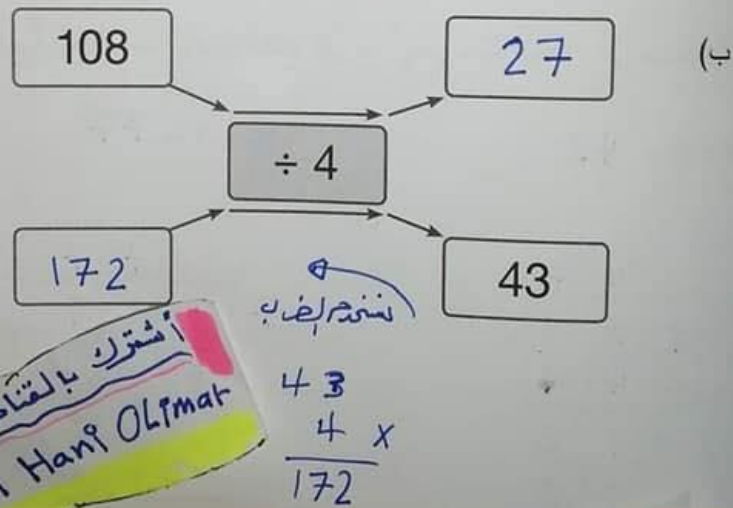 108
27
ب)
÷ 4
172
43
نستخدم الضرب
أشترك بالقناة
Hani OLimat
43
4 ×
172